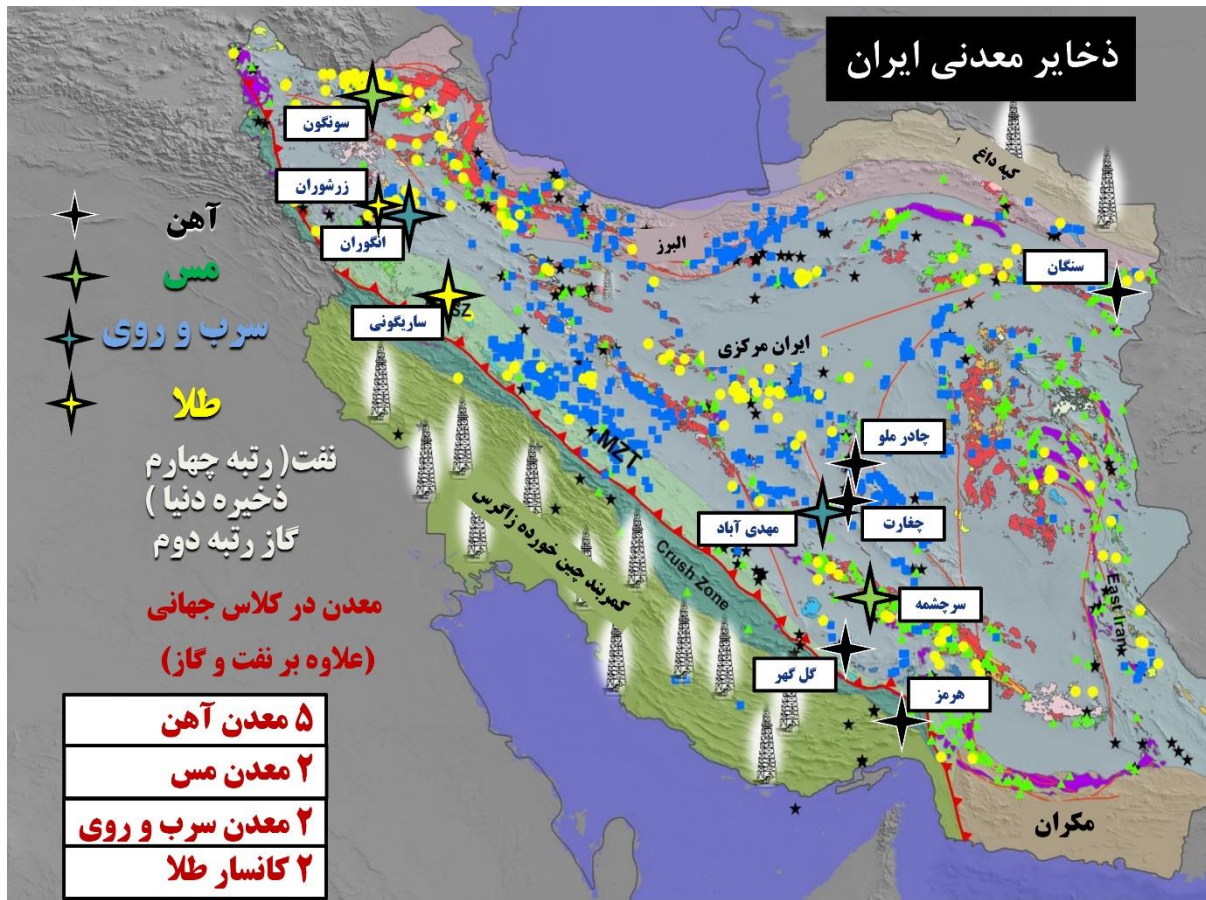 ذخایر معدنی ایران
کپه داغ
سونگون
زرشوران
انگوران
البرز
سنگان
ساریگونی
SZ
ایران مرکزی
آهن
مس
سرب و روی
طلا
نفت( رتبه چهارم
ذخیره دنیا )
گاز رتبه دوم
معدن در کلاس جهانی
(علاوه بر نفت و گاز)
۵ معدن آهن
۲ معدن مس
۲ معدن سرب و روی
۲ کانسار طلا
MZT
چادر ملو
چغارت
مهدی آباد
کمربند چین خورده زاگرس
Crush Zone
سرچشمه
East Iran
گل گهر
هرمز
مکران